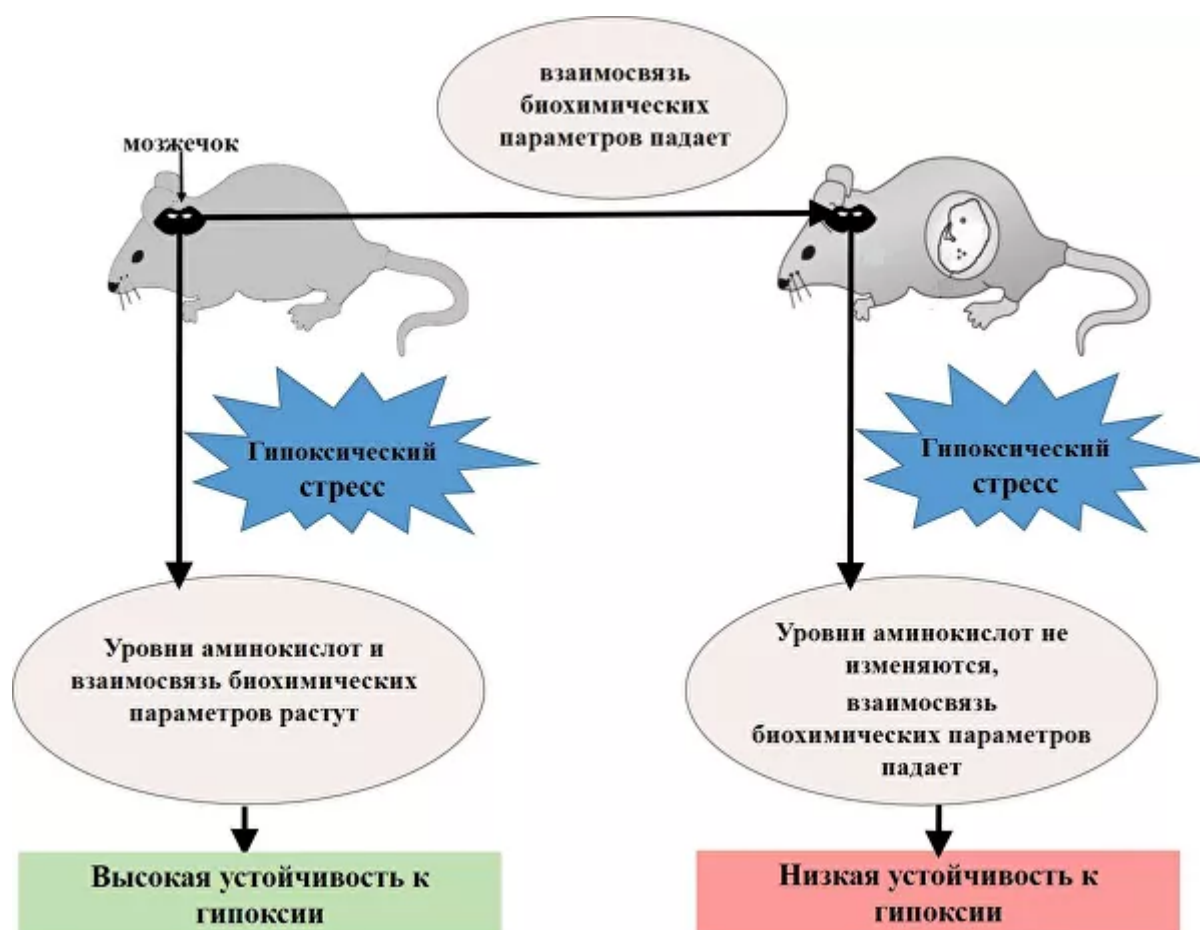 взаимосвязь
биохимических
параметров падает
мозжечок
Гипоксический
стресс
Гипоксический
стресс
Уровни аминокислот и
взаимосвязь биохимических
параметров растут
Уровни аминокислот не
изменяются,
взаимосвязь
биохимических параметров
падает
Высокая устойчивость к
гипоксии
Низкая устойчивость к
гипоксии